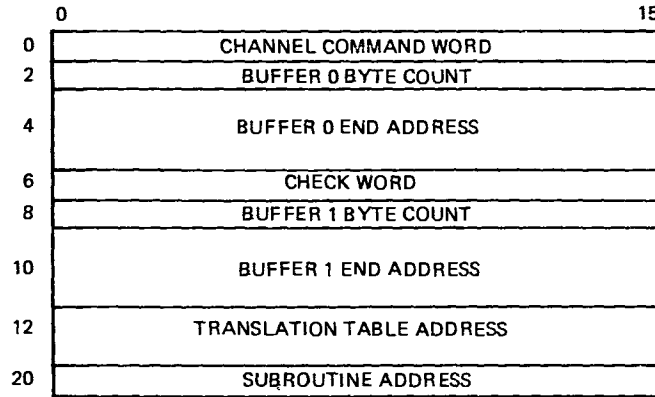 0 15
0 CHANNEL COMMAND WORD
2 BUFFER 0 BYTE COUNT
4 BUFFER 0 END ADDRESS
6 CHECK WORD
8 BUFFER 1 BYTE COUNT
10 BUFFER 1 END ADDRESS
12 TRANSLATION TABLE ADDRESS
20 SUBROUTINE ADDRESS